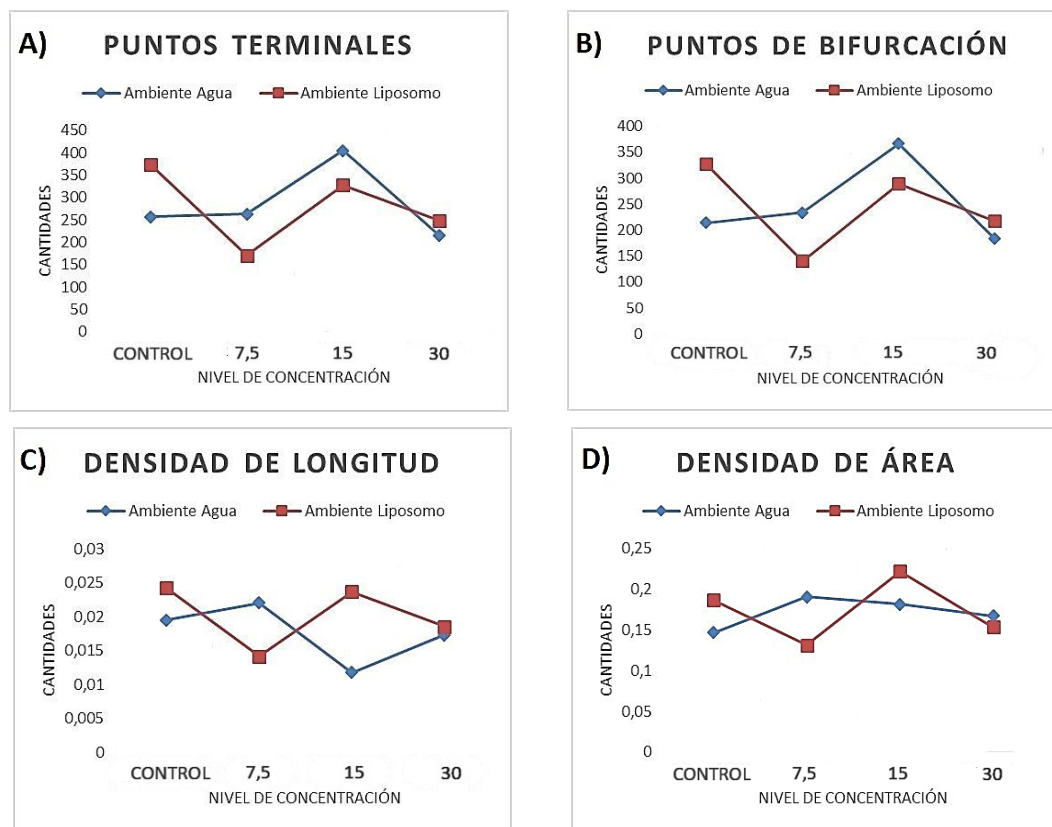 A) PUNTOS TERMINALES
Ambiente Agua Ambiente Liposomo
450
400
350
300
250
200
150
100
50
0
CANTIDADES
CONTROL 7,5 15 30
NIVEL DE CONCENTRACIÓN
B) PUNTOS DE BIFURCACIÓN
Ambiente Agua Ambiente Liposomo
400
350
300
250
200
150
100
50
0
CANTIDADES
CONTROL 7,5 15 30
NIVEL DE CONCENTRACIÓN
C) DENSIDAD DE LONGITUD
Ambiente Agua Ambiente Liposomo
0,03
0,025
0,02
0,015
0,01
0,005
0
CANTIDADES
CONTROL 7,5 15 30
NIVEL DE CONCENTRACIÓN
D) DENSIDAD DE ÁREA
Ambiente Agua Ambiente Liposomo
0,25
0,2
0,15
0,1
0,05
0
CANTIDADES
CONTROL 7,5 15 30
NIVEL DE CONCENTRACIÓN